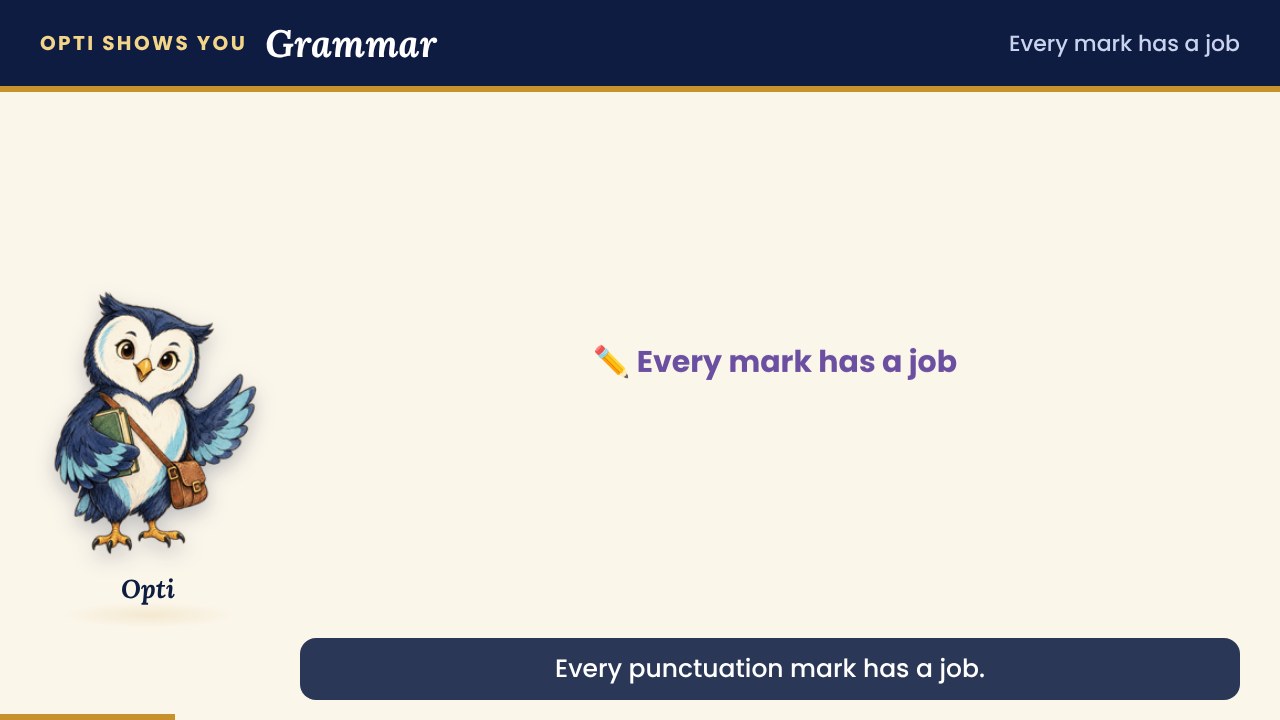 OPTI SHOWS YOU Grammar
Every mark has a job
✏️ Every mark has a job
Opti
Every punctuation mark has a job.